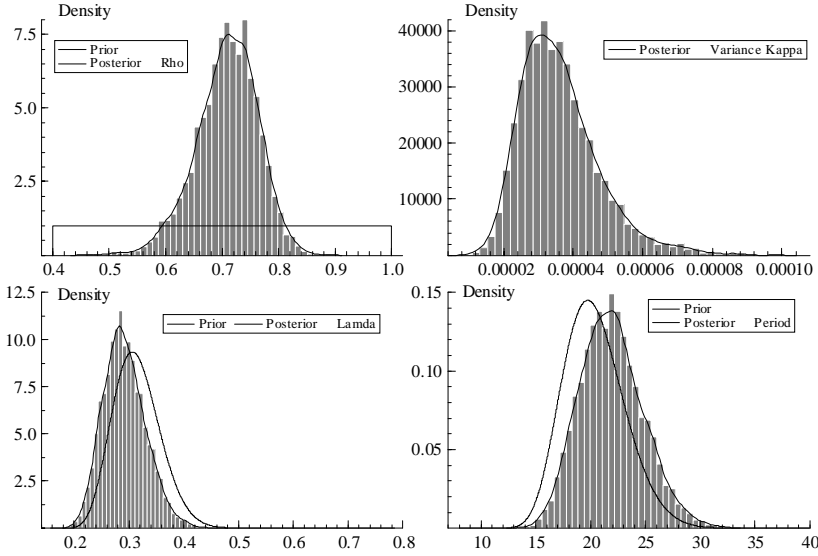 Density
7.5
5.0
2.5
Prior
Posterior Rho
0.4 0.5 0.6 0.7 0.8 0.9 1.0
Density
40000
30000
20000
10000
Posterior Variance Kappa
0.00002 0.00004 0.00006 0.00008 0.00010
Density
12.5
10.0
7.5
5.0
2.5
Prior Posterior Lamda
0.2 0.3 0.4 0.5 0.6 0.7 0.8
Density
0.15
0.10
0.05
Prior
Posterior Period
10 15 20 25 30 35 40